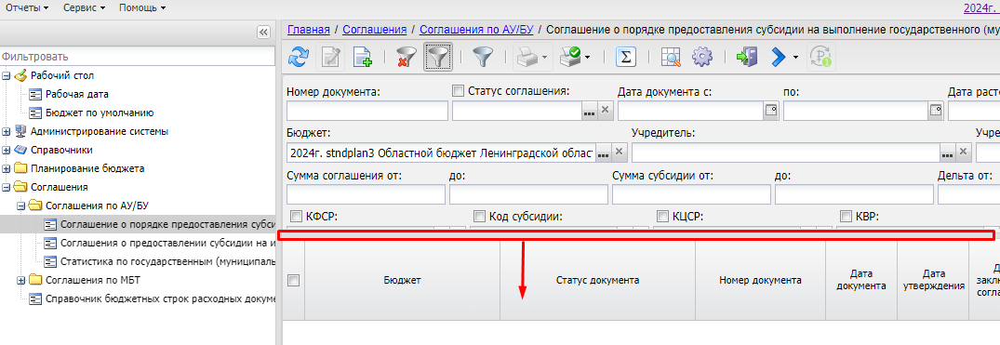 Отчеты Сервис Помощь
2024г.
Главная / Соглашения / Соглашения по АУ/БУ / Соглашение о порядке предоставления субсидии на выполнение государственного (му
Фильтровать
Рабочий стол
Рабочая дата
Бюджет по умолчанию
Администрирование системы
Справочники
Планирование бюджета
Соглашения
Соглашения по АУ/БУ
Соглашение о порядке предоставления субси
Соглашения о предоставлении субсидии на и
Статистика по государственным (муниципаль
Соглашения по МБТ
Справочник бюджетных строк расходных докуме
Номер документа: Статус соглашения: Дата документа с: по: Дата раст
Бюджет: Учредитель: Учре
2024г. stndplan3 Областной бюджет Ленинградской област
Сумма соглашения от: до: Сумма субсидии от: до: Дельта от:
КФСР: Код субсидии: КЦСР: КВР:
Бюджет Статус документа Номер документа Дата документа Дата утверждения Д заклю согла